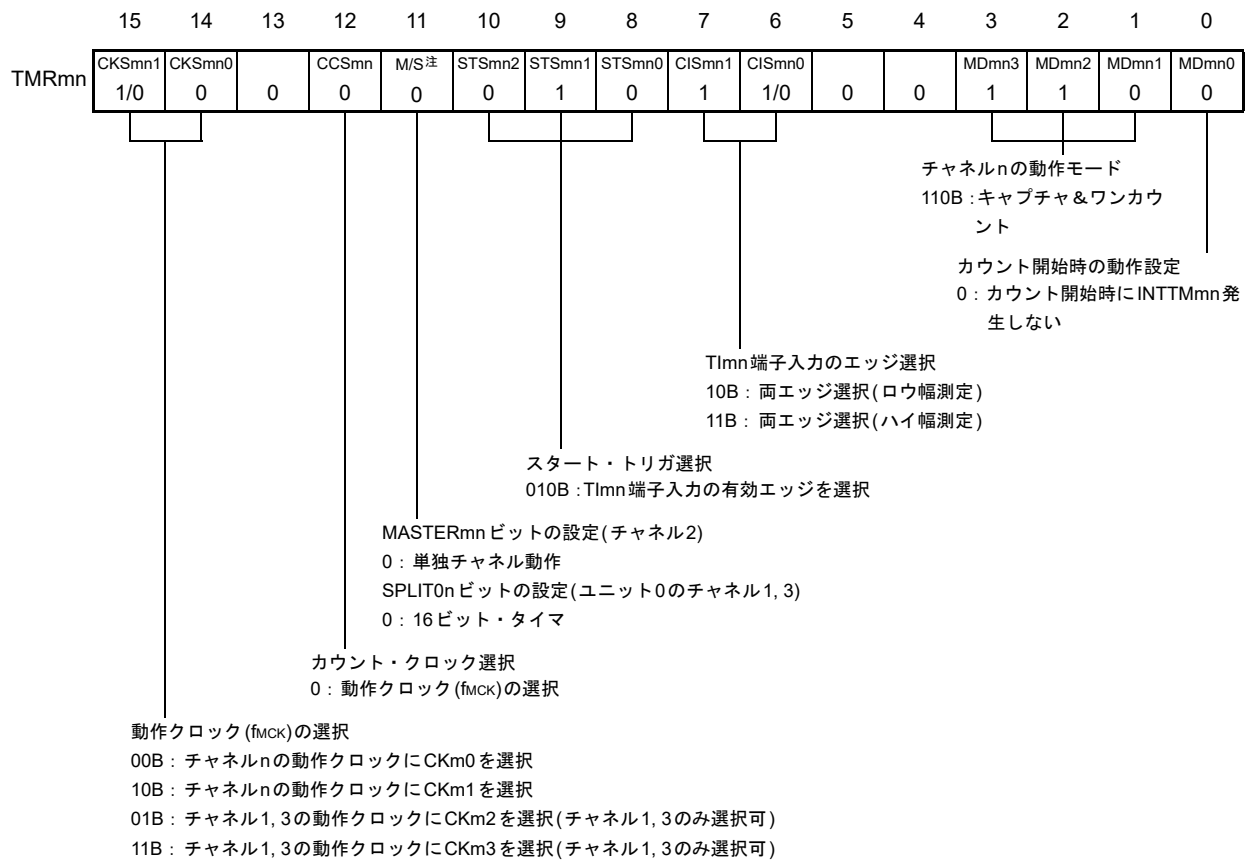 15 14 13 12 11 10 9 8 7 6 5 4 3 2 1 0
TMRmn
CKSmn1 CKSmn0 CCSmn M/S注 STSmn2 STSmn1 STSmn0 CISmn1 CISmn0 MDmn3 MDmn2 MDmn1 MDmn0
1/0 0 0 0 0 0 1 0 1 1/0 0 0 1 1 0 0
チャネルnの動作モード
110B：キャプチャ＆ワンカウ
ント
カウント開始時の動作設定
0：カウント開始時にINTTMmn発
生しない
TImn端子入力のエッジ選択
10B：両エッジ選択(ロウ幅測定)
11B：両エッジ選択(ハイ幅測定)
スタート・トリガ選択
010B：TImn端子入力の有効エッジを選択
MASTERmnビットの設定(チャネル2)
0：単独チャネル動作
SPLIT0nビットの設定(ユニット0のチャネル1, 3)
0：16ビット・タイマ
カウント・クロック選択
0：動作クロック(fMCK)の選択
動作クロック(fMCK)の選択
00B：チャネルnの動作クロックにCKm0を選択
10B：チャネルnの動作クロックにCKm1を選択
01B：チャネル1, 3の動作クロックにCKm2を選択(チャネル1, 3のみ選択可)
11B：チャネル1, 3の動作クロックにCKm3を選択(チャネル1, 3のみ選択可)